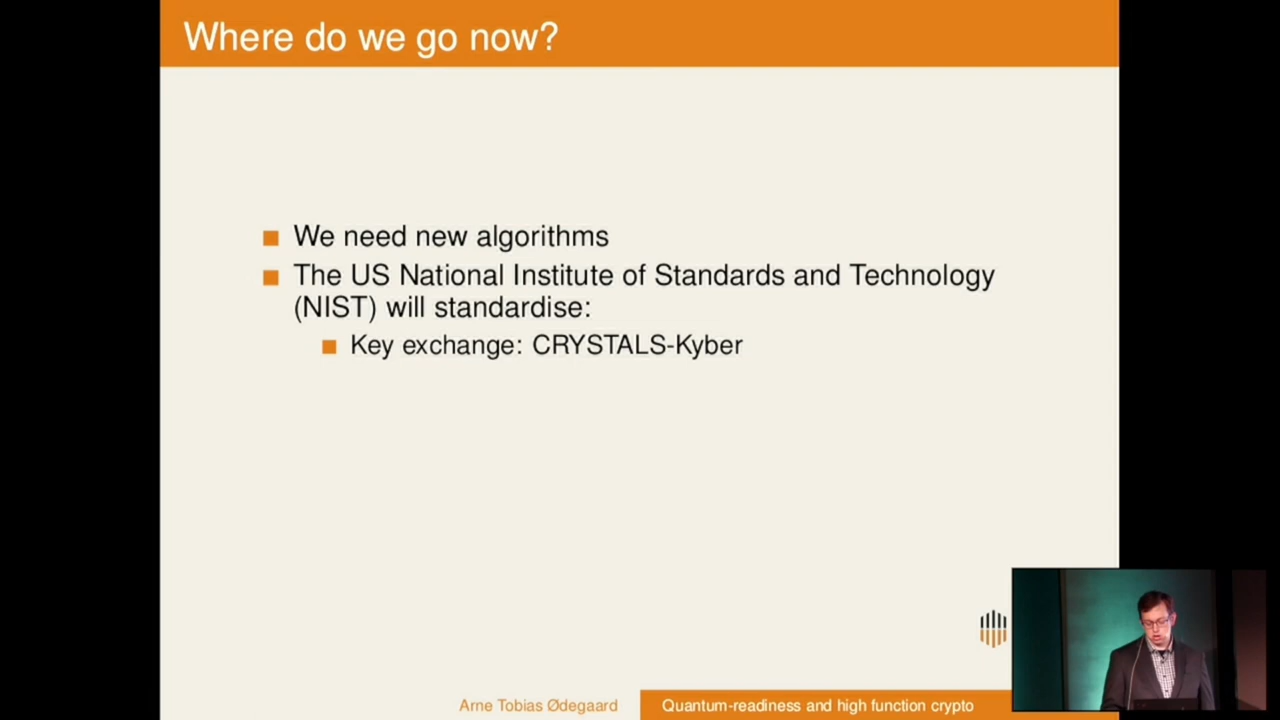 Where do we go now?
We need new algorithms
The US National Institute of Standards and Technology
(NIST) will standardise:
Key exchange: CRYSTALS-Kyber
Arne Tobias Ødegaard
Quantum-readiness and high function crypto